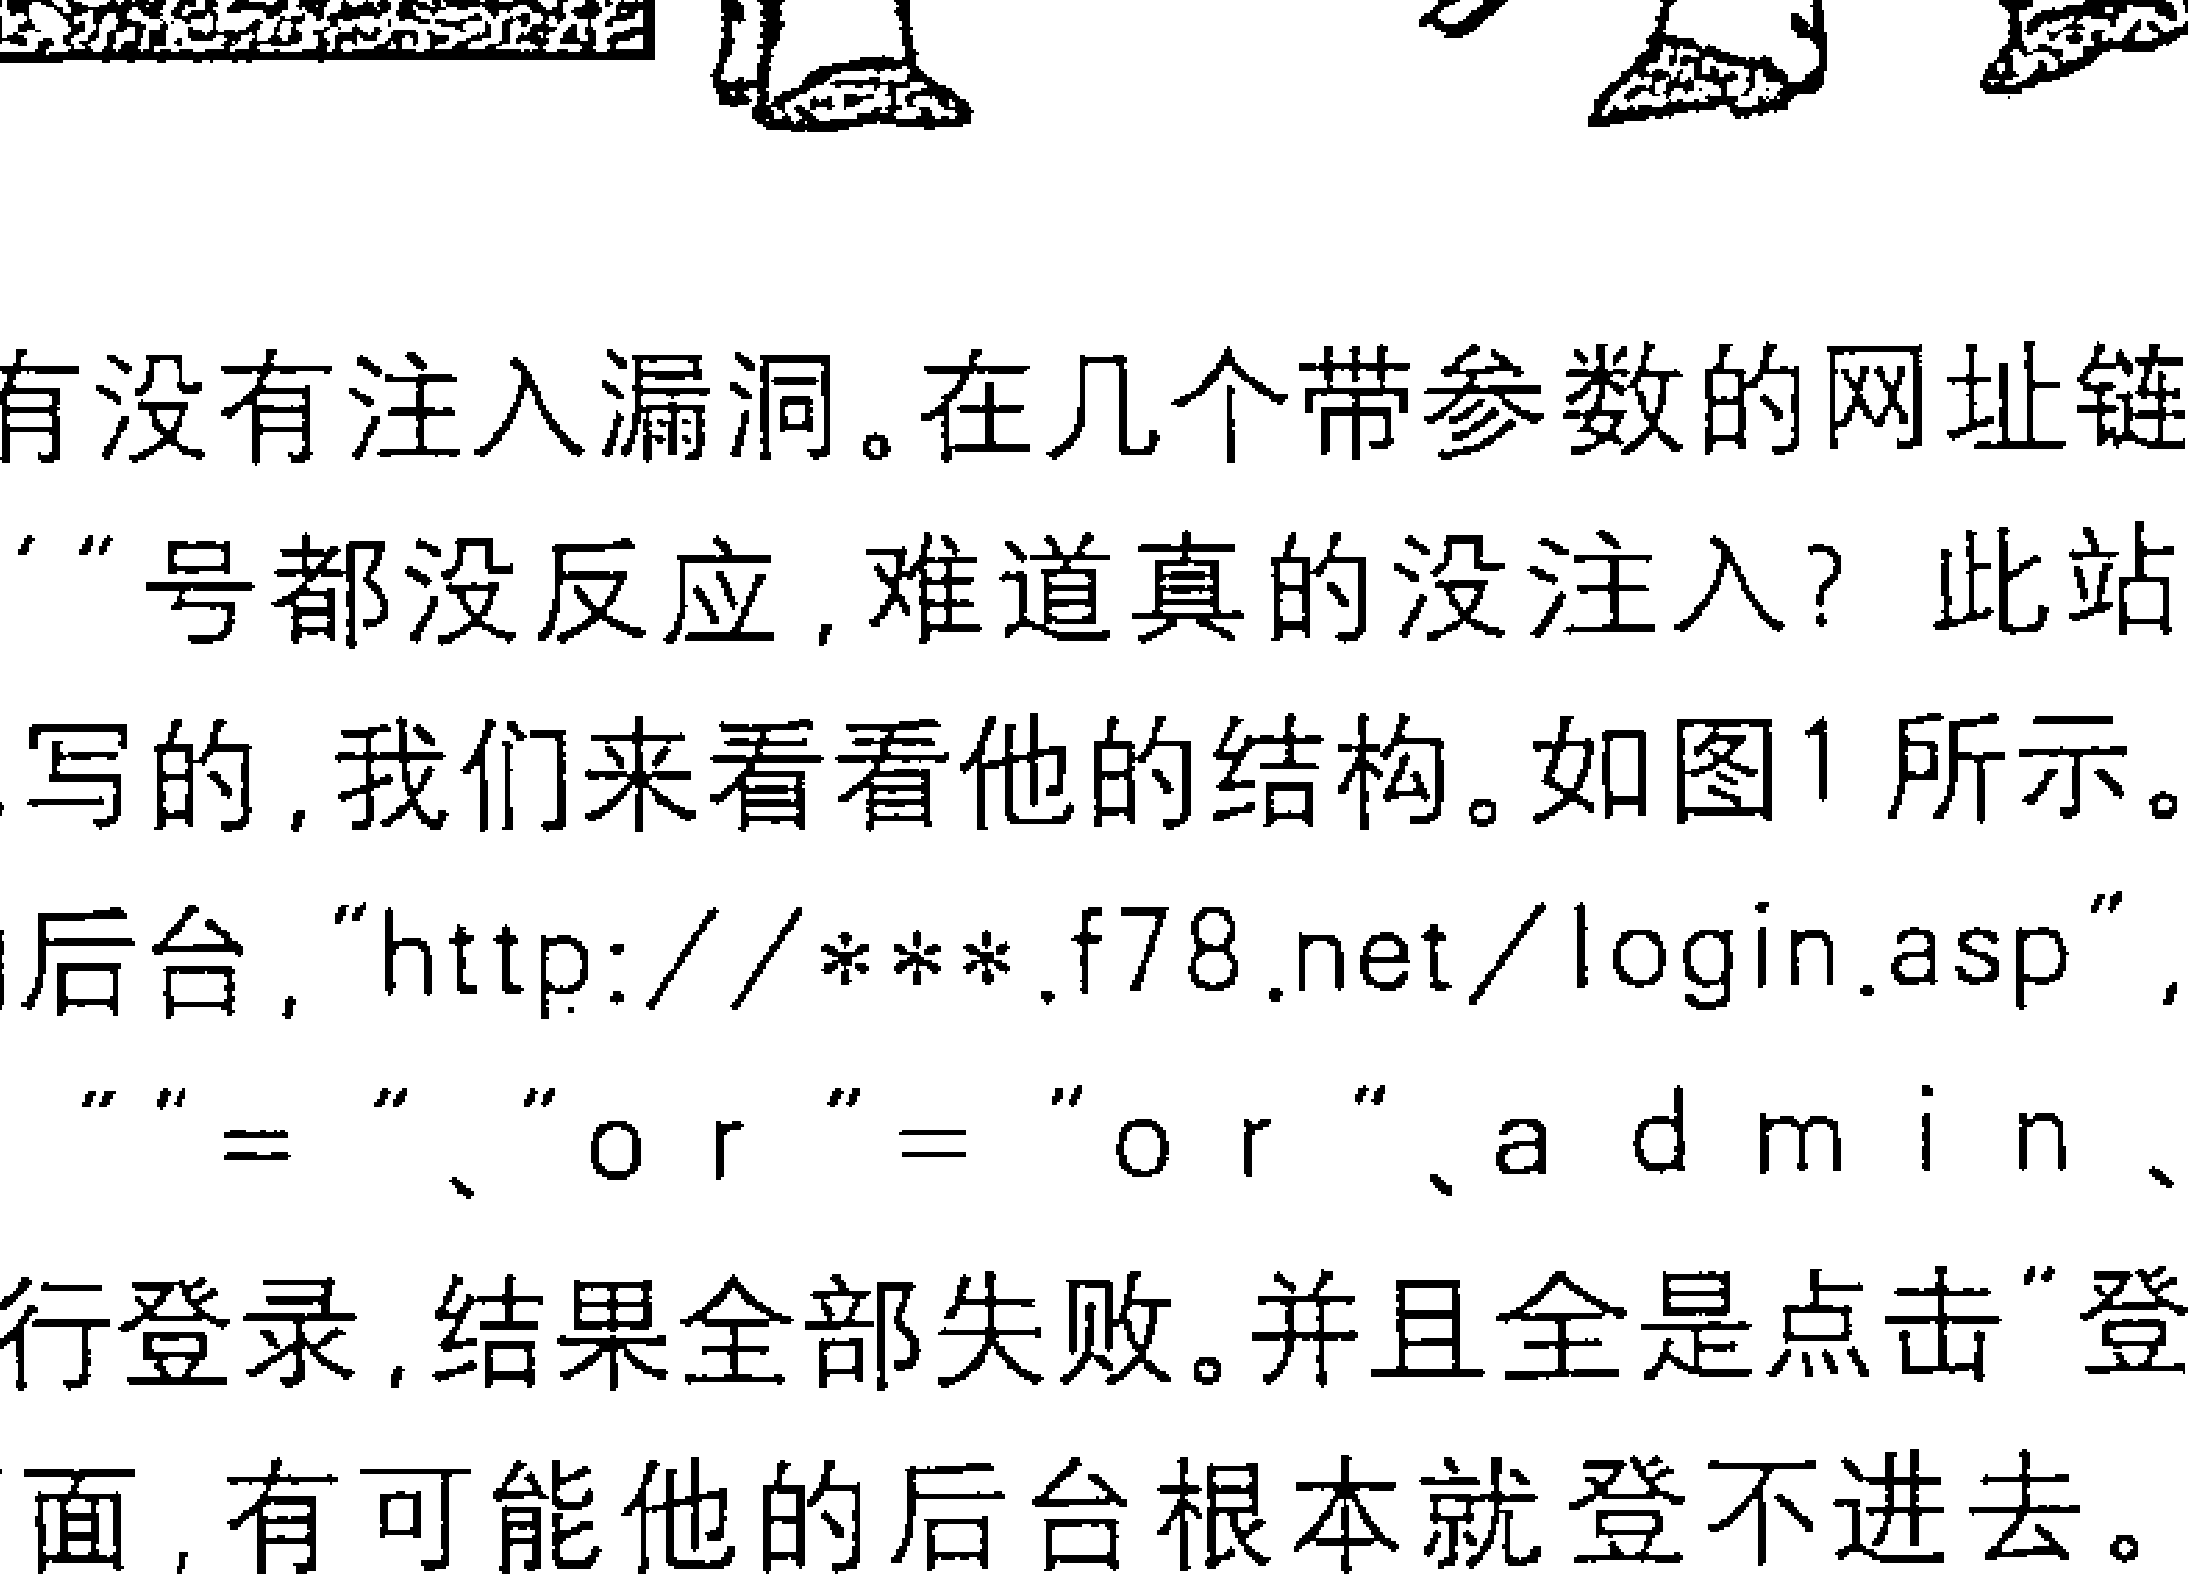 有没有注入漏洞。在几个带参数的网址链
′ ″号都没反应,难道真的没注入? 此站
写的,我们来看看他的结构。如图1 所示。
后台,″http://***.f78.net/login.asp″,
″ ″= ″、″o r ″= ″o r ″、a d m i n 、
行登录,结果全部失败。并且全是点击″登
面,有可能他的后台根本就登不进去。